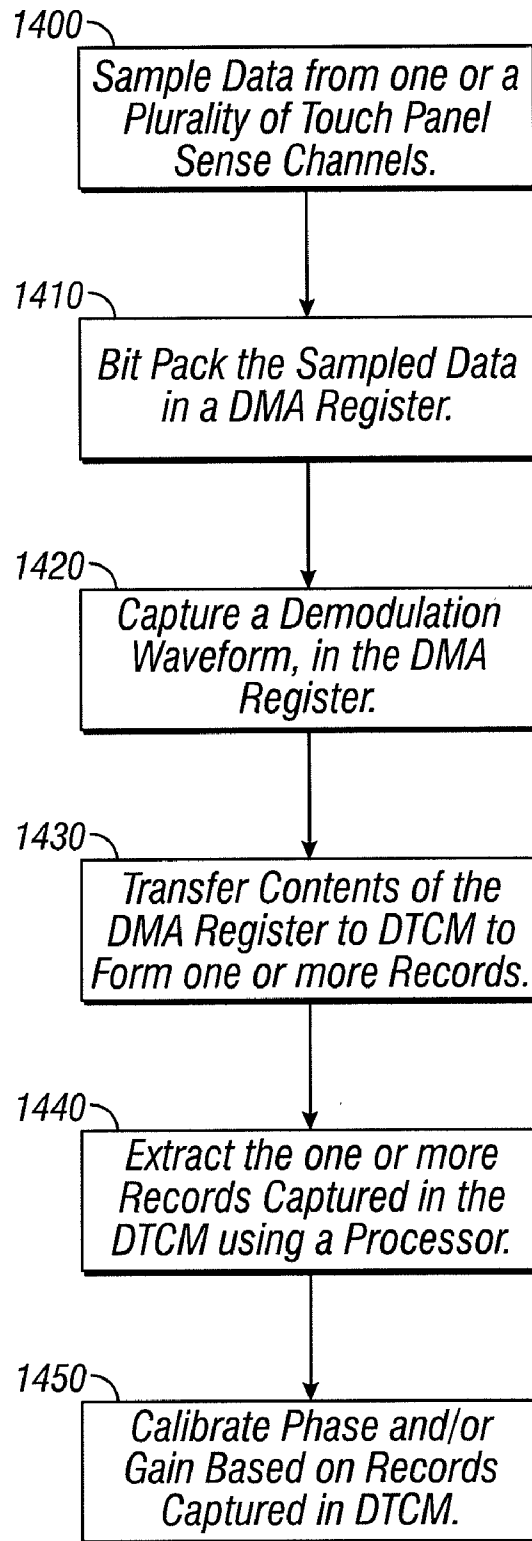 1400
Sample Data from one or a
Plurality of Touch Panel
Sense Channels.
1410
Bit Pack the Sampled Data
in a DMA Register.
1420
Capture a Demodulation
Waveform, in the DMA
Register.
1430
Transfer Contents of the
DMA Register to DTCM to
Form one or more Records.
1440
Extract the one or more
Records Captured in the
DTCM using a Processor.
1450
Calibrate Phase and/or
Gain Based on Records
Captured in DTCM.